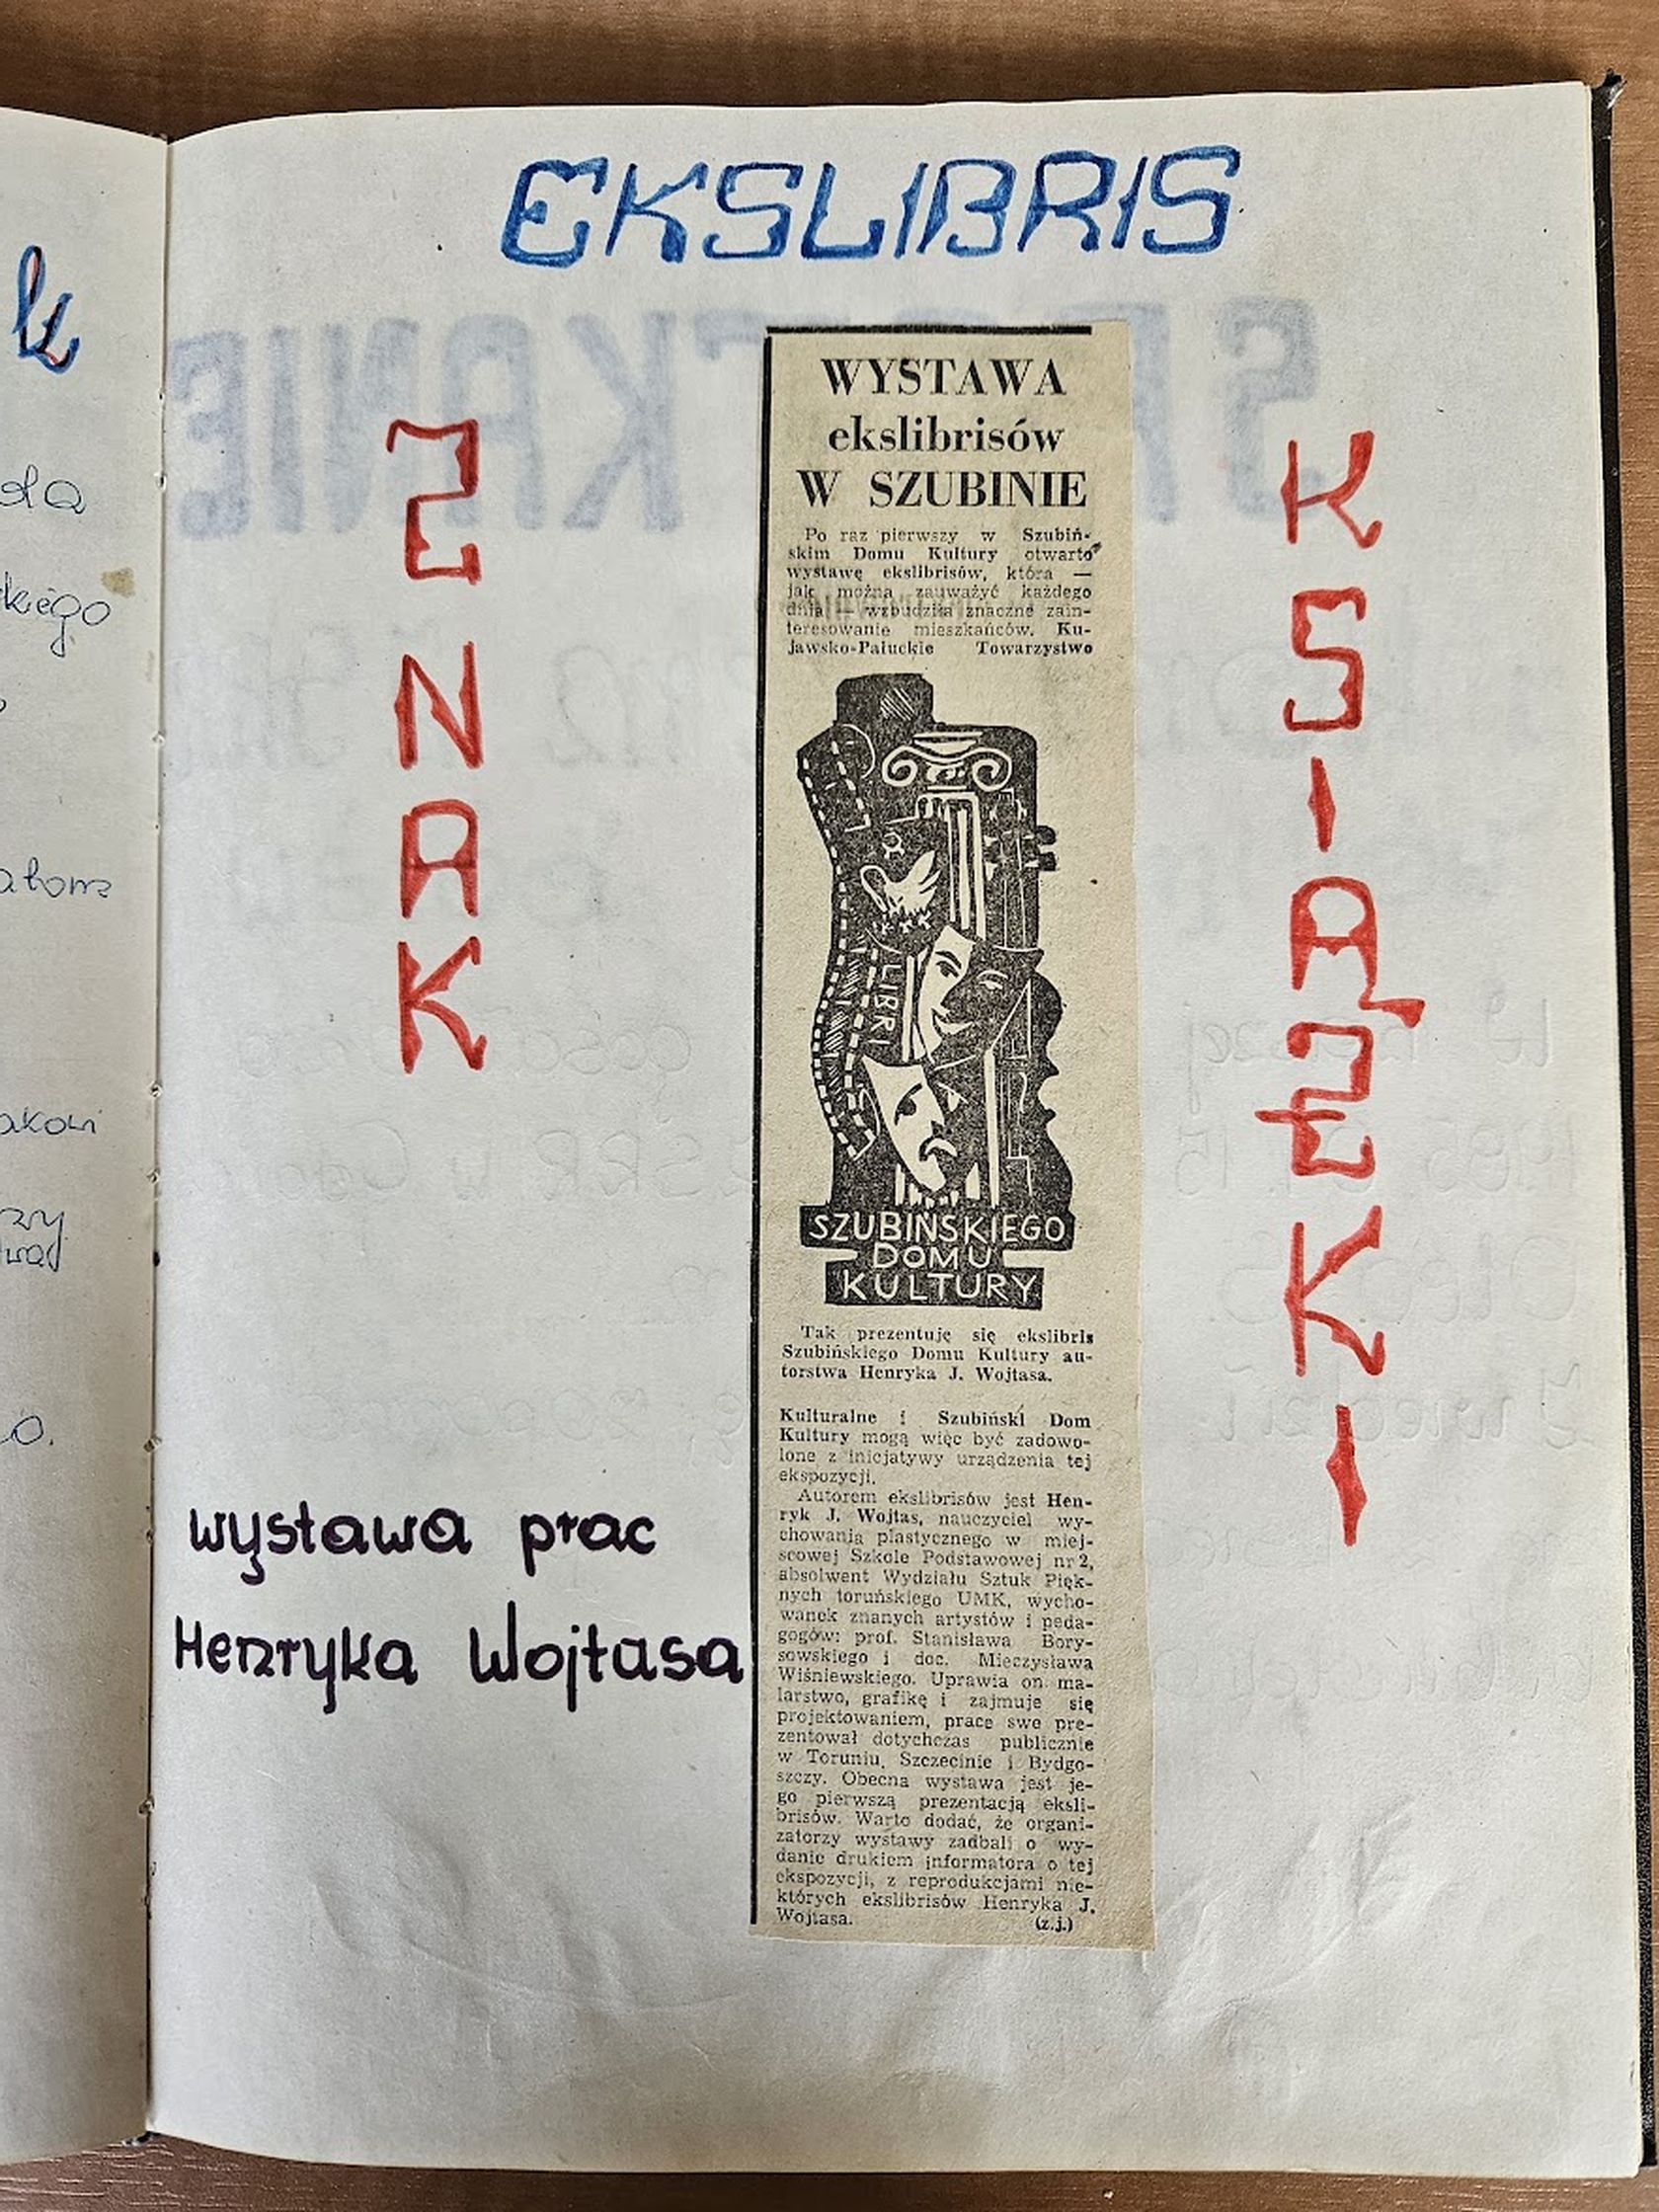 EKSLIBRIS
ZNAK
KSIĄŻKI
WYSTAWA
ekslibrisów
W SZUBINIE
Po raz pierwszy w Szubiń-
skim Domu Kultury otwarto
wystawę ekslibrisów, która —
jak można zauważyć każdego
dnia — wzbudziła znaczne zain-
teresowanie mieszkańców. Ku-
jawsko-Pałuckie Towarzystwo
LIBRI
SZUBIŃSKIEGO
DOMU
KULTURY
Tak prezentuję się ekslibris
Szubińskiego Domu Kultury au-
torstwa Henryka J. Wojtasa.
Kulturalne i Szubiński Dom
Kultury mogą więc być zadowo-
lone z inicjatywy urządzenia tej
ekspozycji.
Autorem ekslibrisów jest Hen-
ryk J. Wojtas, nauczyciel wy-
chowania plastycznego w miej-
scowej Szkole Podstawowej nr 2,
absolwent Wydziału Sztuk Pięk-
nych toruńskiego UMK, wycho-
wanek znanych artystów i peda-
gogów: prof. Stanisława Bory-
sowskiego i doc. Mieczysława
Wiśniewskiego. Uprawia on ma-
larstwo, grafikę i zajmuje się
projektowaniem, prace swe pre-
zentował dotychczas publicznie
w Toruniu, Szczecinie i Bydgo-
szczy. Obecna wystawa jest je-
go pierwszą prezentacją eksli-
brisów. Warto dodać, że organi-
zatorzy wystawy zadbali o wy-
danie drukiem informatora o tej
ekspozycji, z reprodukcjami nie-
których ekslibrisów Henryka J.
Wojtasa. (z.j.)
wystawa prac
Henryka Wojtasa